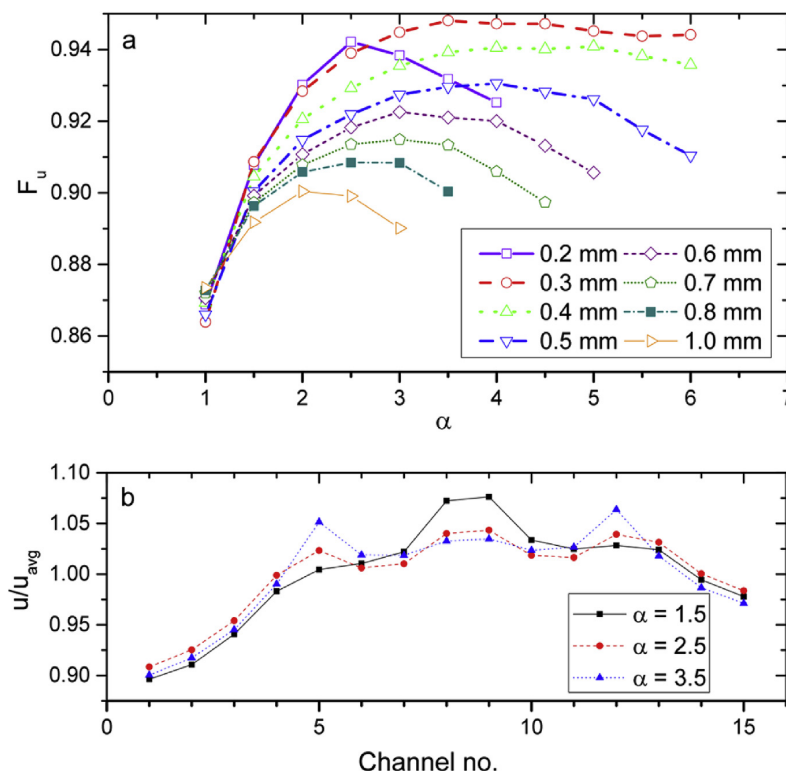 a
0.94
0.92
0.90
0.88
0.86
F_u
0.2 mm 0.6 mm
0.3 mm 0.7 mm
0.4 mm 0.8 mm
0.5 mm 1.0 mm
0 1 2 3 4 5 6 7
α
b
1.10
1.05
1.00
0.95
0.90
u/u_avg
α = 1.5
α = 2.5
α = 3.5
0 5 10 15
Channel no.